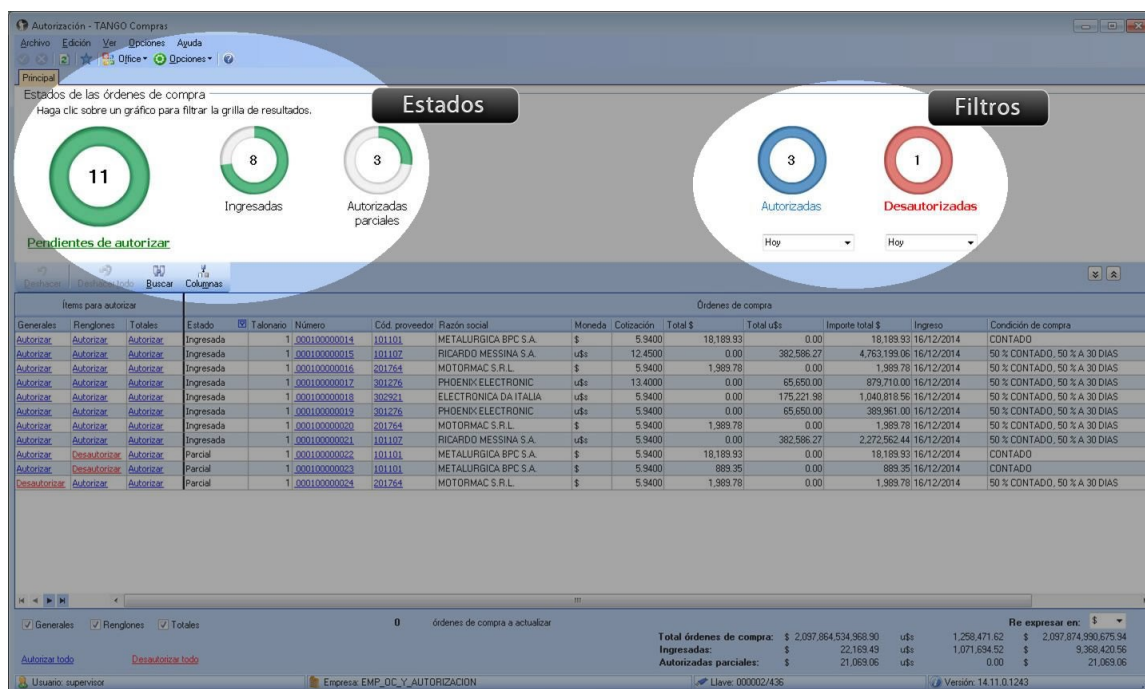 Autorización - TANGO Compras
Archivo Edición Ver Opciones Ayuda
Office Opciones
Principal
Estados de las órdenes de compra
Haga clic sobre un gráfico para filtrar la grilla de resultados.
Estados
Filtros
11
8
3
3
1
Ingresadas
Autorizadas parciales
Autorizadas
Desautorizadas
Pendientes de autorizar
Hoy
Hoy
Deshacer Deshacer todo Buscar Columnas
Ítems para autorizar Órdenes de compra
Generales Renglones Totales Estado Talonario Número Cód. proveedor Razón social Moneda Cotización Total $ Total u$s Importe total $ Ingreso Condición de compra
Autorizar Autorizar Autorizar Ingresada 1 000100000014 101101 METALURGICA BPC S.A. $ 5.9400 18,189.93 0.00 18,189.93 16/12/2014 CONTADO
Autorizar Autorizar Autorizar Ingresada 1 000100000015 101107 RICARDO MESSINA S.A. u$s 12.4500 0.00 382,586.27 4,763,199.06 16/12/2014 50 % CONTADO, 50 % A 30 DIAS
Autorizar Autorizar Autorizar Ingresada 1 000100000016 201764 MOTORMAC S.R.L. $ 5.9400 1,989.78 0.00 1,989.78 16/12/2014 50 % CONTADO, 50 % A 30 DIAS
Autorizar Autorizar Autorizar Ingresada 1 000100000017 301276 PHOENIX ELECTRONIC u$s 13.4000 0.00 65,650.00 879,710.00 16/12/2014 50 % CONTADO, 50 % A 30 DIAS
Autorizar Autorizar Autorizar Ingresada 1 000100000018 302921 ELECTRONICA DA ITALIA u$s 5.9400 0.00 175,221.98 1,040,818.56 16/12/2014 50 % CONTADO, 50 % A 30 DIAS
Autorizar Autorizar Autorizar Ingresada 1 000100000019 301276 PHOENIX ELECTRONIC u$s 5.9400 0.00 65,650.00 389,961.00 16/12/2014 50 % CONTADO, 50 % A 30 DIAS
Autorizar Autorizar Autorizar Ingresada 1 000100000020 201764 MOTORMAC S.R.L. $ 5.9400 1,989.78 0.00 1,989.78 16/12/2014 50 % CONTADO, 50 % A 30 DIAS
Autorizar Autorizar Autorizar Ingresada 1 000100000021 101107 RICARDO MESSINA S.A. u$s 5.9400 0.00 382,586.27 2,272,562.44 16/12/2014 50 % CONTADO, 50 % A 30 DIAS
Autorizar Desautorizar Autorizar Parcial 1 000100000022 101101 METALURGICA BPC S.A. $ 5.9400 18,189.93 0.00 18,189.93 16/12/2014 CONTADO
Autorizar Desautorizar Autorizar Parcial 1 000100000023 101101 METALURGICA BPC S.A. $ 5.9400 889.35 0.00 889.35 16/12/2014 CONTADO
Desautorizar Autorizar Autorizar Parcial 1 000100000024 201764 MOTORMAC S.R.L. $ 5.9400 1,989.78 0.00 1,989.78 16/12/2014 50 % CONTADO, 50 % A 30 DIAS
Generales Renglones Totales 0 órdenes de compra a actualizar Re expresar en: $
Total órdenes de compra: $ 2,097,864,534,968.90 u$s 1,258,471.62 $ 2,097,874,990,675.94
Ingresadas: $ 22,169.49 u$s 1,071,694.52 $ 9,368,420.56
Autorizar todo Desautorizar todo Autorizadas parciales: $ 21,069.06 u$s 0.00 $ 21,069.06
Usuario: supervisor Empresa: EMP_OC_Y_AUTORIZACION Llave: 000002/436 Versión: 14.11.0.1243